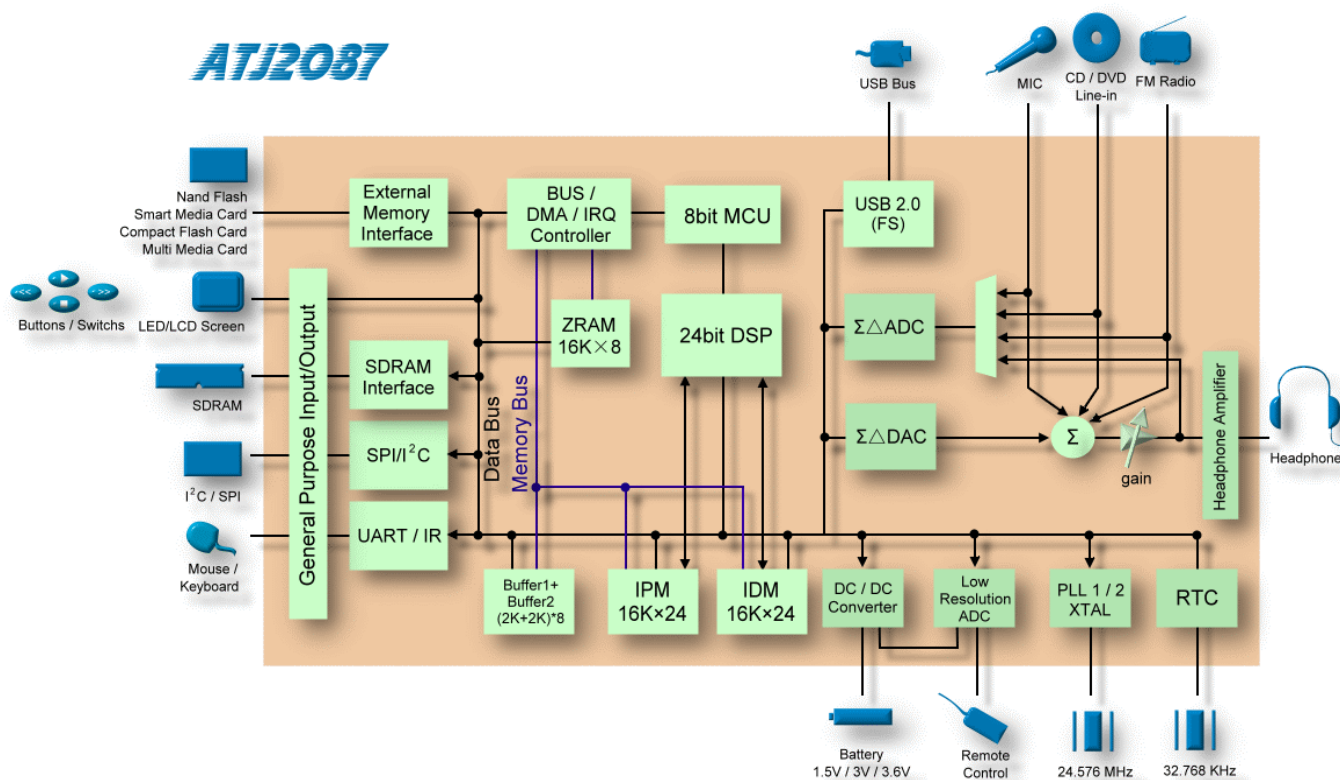 ATJ2087
USB Bus
MIC
CD / DVD
Line-in
FM Radio
Nand Flash
Smart Media Card
Compact Flash Card
Multi Media Card
External
Memory
Interface
BUS /
DMA / IRQ
Controller
8bit MCU
USB 2.0
(FS)
<<
>>
Buttons / Switchs
LED/LCD Screen
General Purpose Input/Output
ZRAM
16K×8
24bit DSP
Σ△ADC
SDRAM
SDRAM
Interface
Data Bus
Memory Bus
Σ△DAC
Σ
gain
Headphone Amplifier
Headphone
I²C / SPI
SPI/I²C
Mouse /
Keyboard
UART / IR
Buffer1+
Buffer2
(2K+2K)*8
IPM
16K×24
IDM
16K×24
DC / DC
Converter
Low
Resolution
ADC
PLL 1 / 2
XTAL
RTC
Battery
1.5V / 3V / 3.6V
Remote
Control
24.576 MHz
32.768 KHz